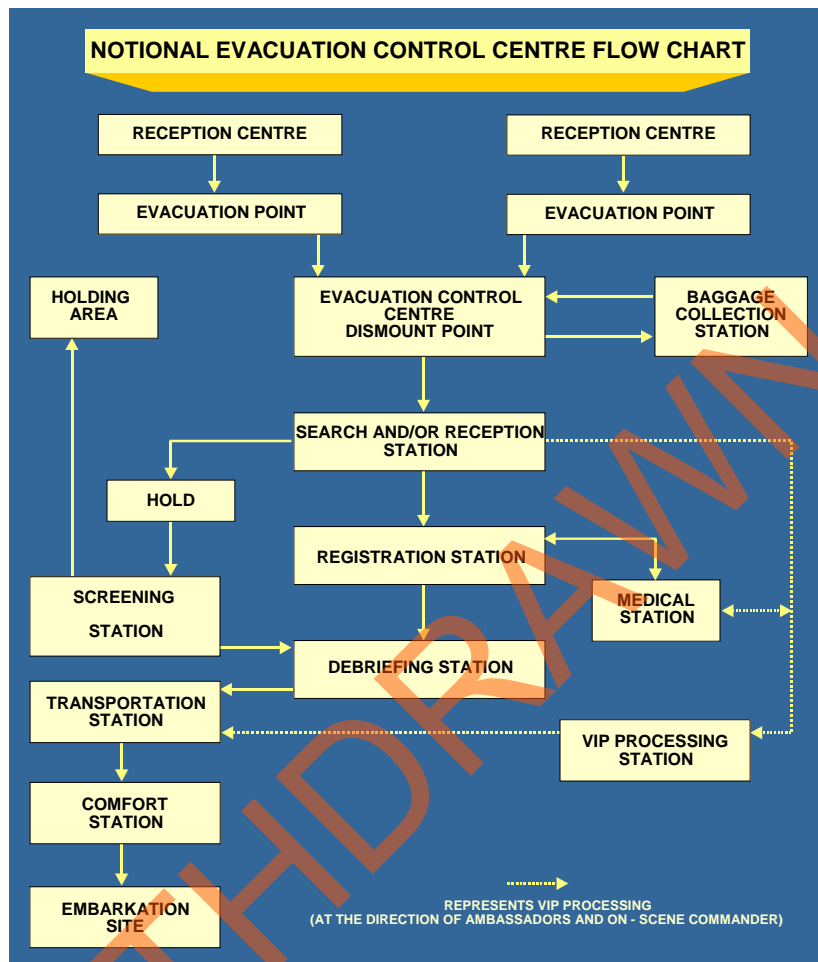 NOTIONAL EVACUATION CONTROL CENTRE FLOW CHART
RECEPTION CENTRE
RECEPTION CENTRE
EVACUATION POINT
EVACUATION POINT
HOLDING
AREA
EVACUATION CONTROL
CENTRE
DISMOUNT POINT
BAGGAGE
COLLECTION
STATION
SEARCH AND/OR RECEPTION
STATION
HOLD
REGISTRATION STATION
SCREENING
STATION
MEDICAL
STATION
DEBRIEFING STATION
TRANSPORTATION
STATION
VIP PROCESSING
STATION
COMFORT
STATION
EMBARKATION
SITE
REPRESENTS VIP PROCESSING
(AT THE DIRECTION OF AMBASSADORS AND ON - SCENE COMMANDER)
THDRAWN